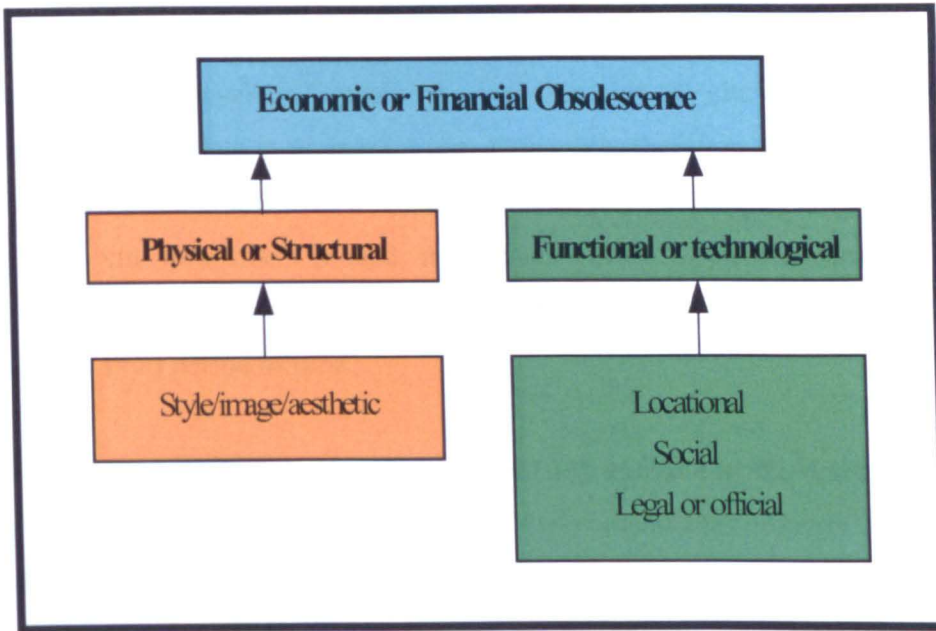 Economic or Financial Obsolescence
Physical or Structural
Functional or technological
Style/image/aesthetic
Locational
Social
Legal or official